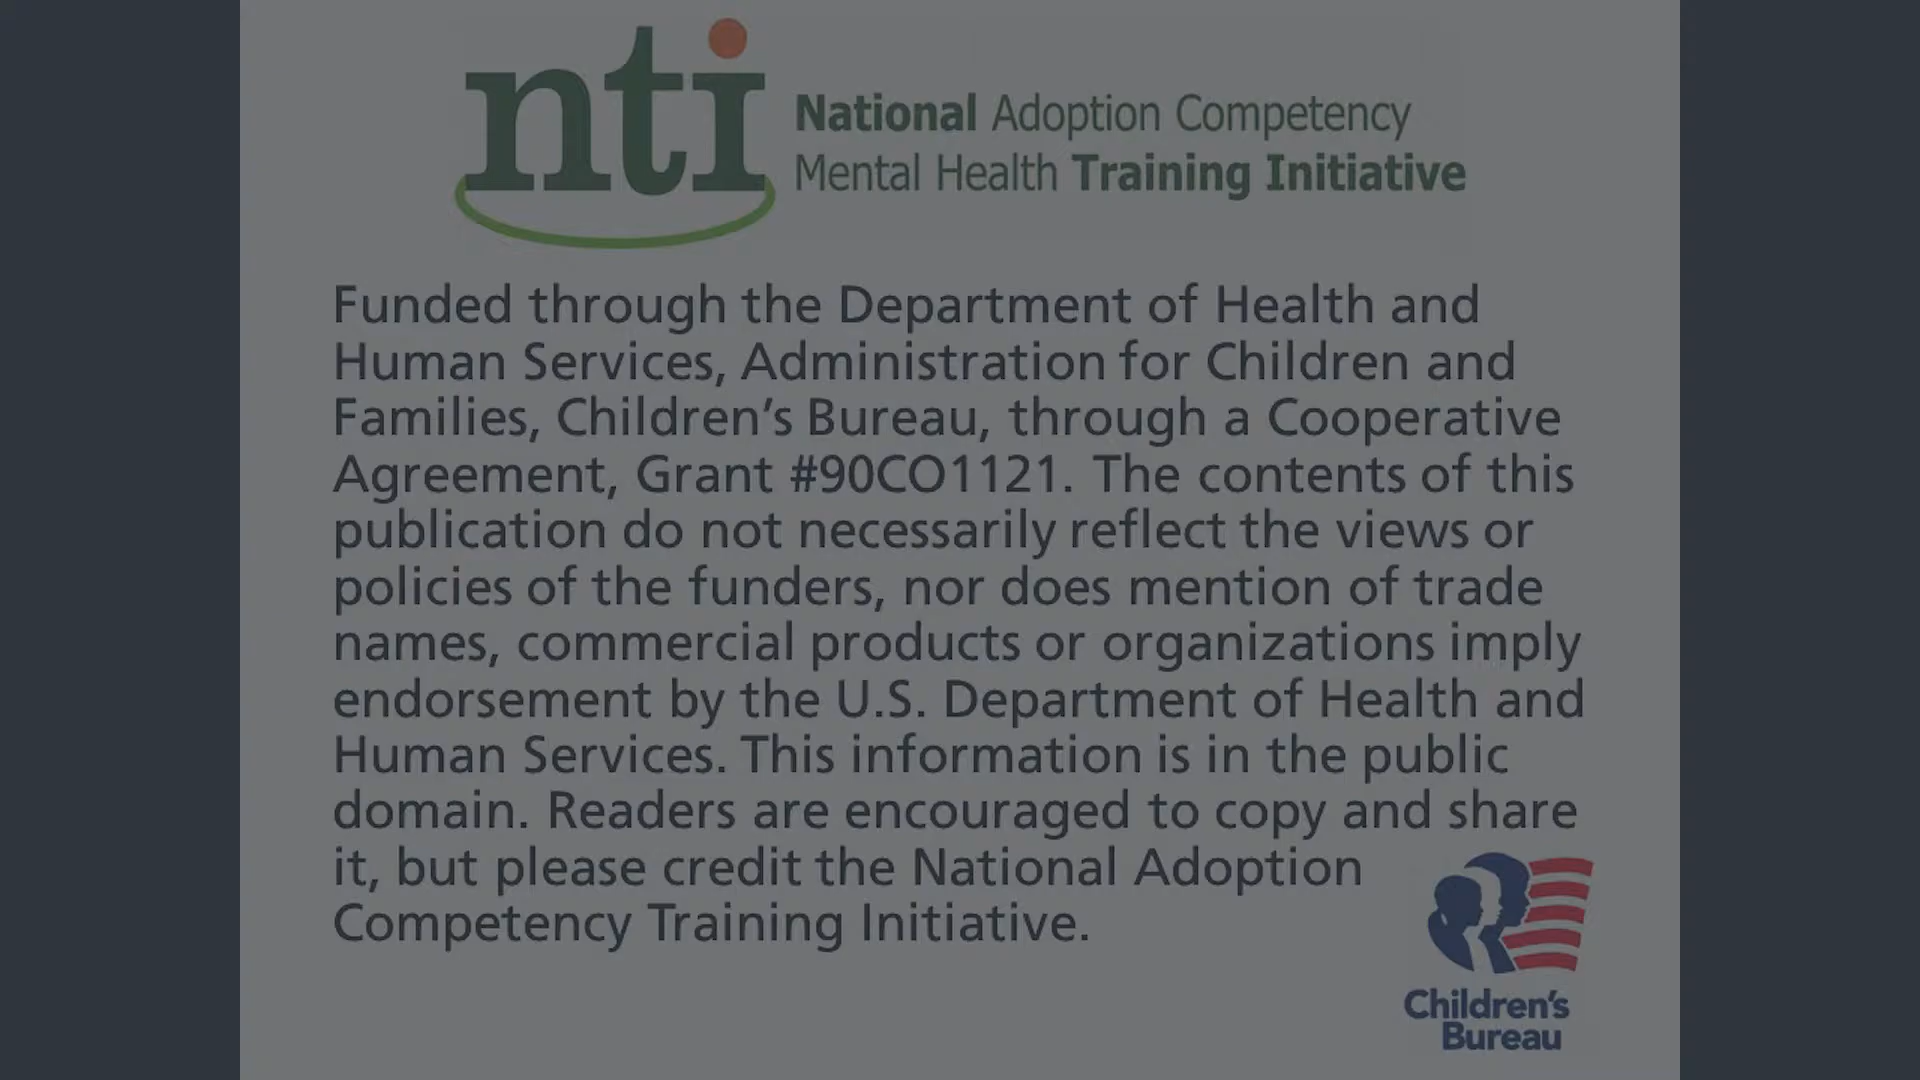 nti
National Adoption Competency
Mental Health Training Initiative
Funded through the Department of Health and
Human Services, Administration for Children and
Families, Children’s Bureau, through a Cooperative
Agreement, Grant #90CO1121. The contents of this
publication do not necessarily reflect the views or
policies of the funders, nor does mention of trade
names, commercial products or organizations imply
endorsement by the U.S. Department of Health and
Human Services. This information is in the public
domain. Readers are encouraged to copy and share
it, but please credit the National Adoption
Competency Training Initiative.
Children’s
Bureau